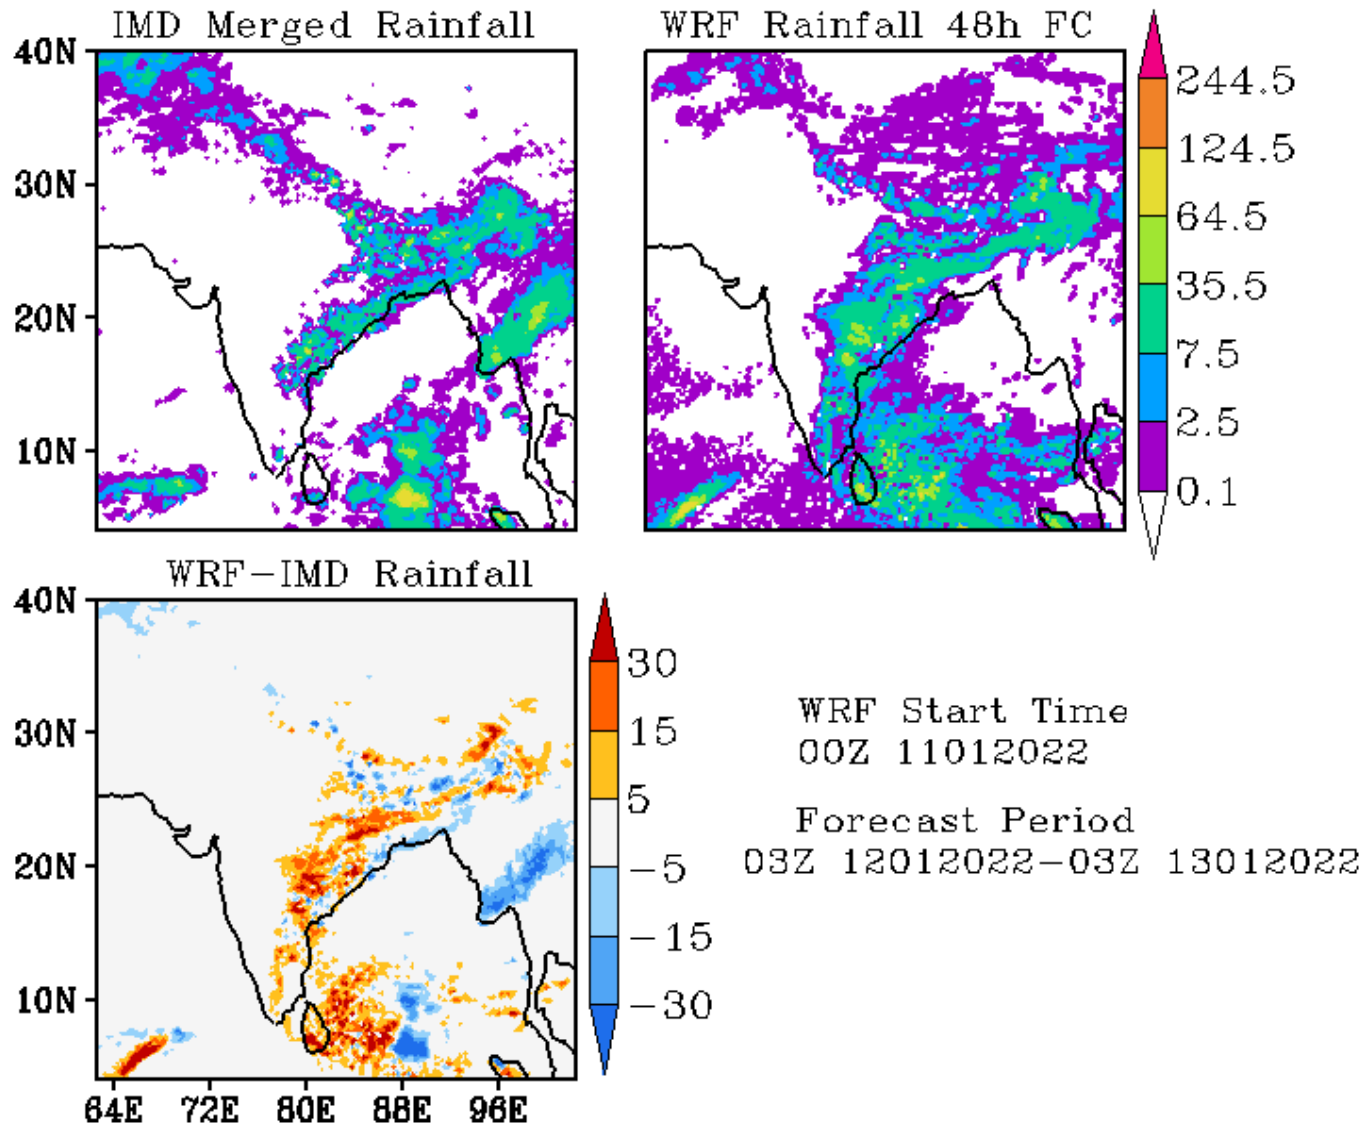 IMD Merged Rainfall
WRF Rainfall 48h FC
40N
30N
20N
10N
244.5
124.5
64.5
35.5
7.5
2.5
0.1
WRF-IMD Rainfall
40N
30N
20N
10N
64E 72E 80E 88E 96E
30
15
5
-5
-15
-30
WRF Start Time
00Z 11012022
Forecast Period
03Z 12012022-03Z 13012022